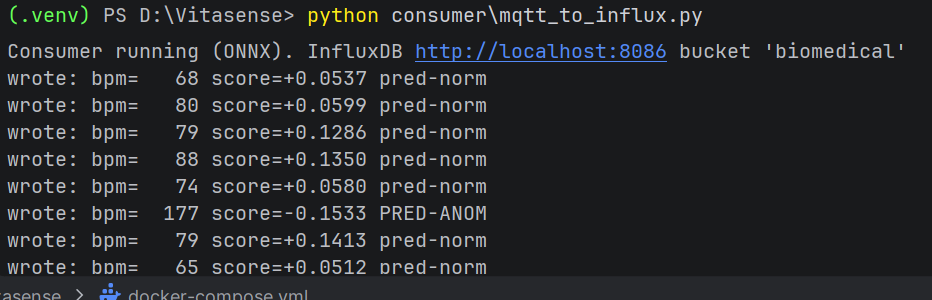 (.venv) PS D:\Vitasense> python consumer\mqtt_to_influx.py
Consumer running (ONNX). InfluxDB http://localhost:8086 bucket 'biomedical'
wrote: bpm=   68 score=+0.0537 pred-norm
wrote: bpm=   80 score=+0.0599 pred-norm
wrote: bpm=   79 score=+0.1286 pred-norm
wrote: bpm=   88 score=+0.1350 pred-norm
wrote: bpm=   74 score=+0.0580 pred-norm
wrote: bpm=  177 score=-0.1533 PRED-ANOM
wrote: bpm=   79 score=+0.1413 pred-norm
wrote: bpm=   65 score=+0.0512 pred-norm
tasense > docker-compose.yml